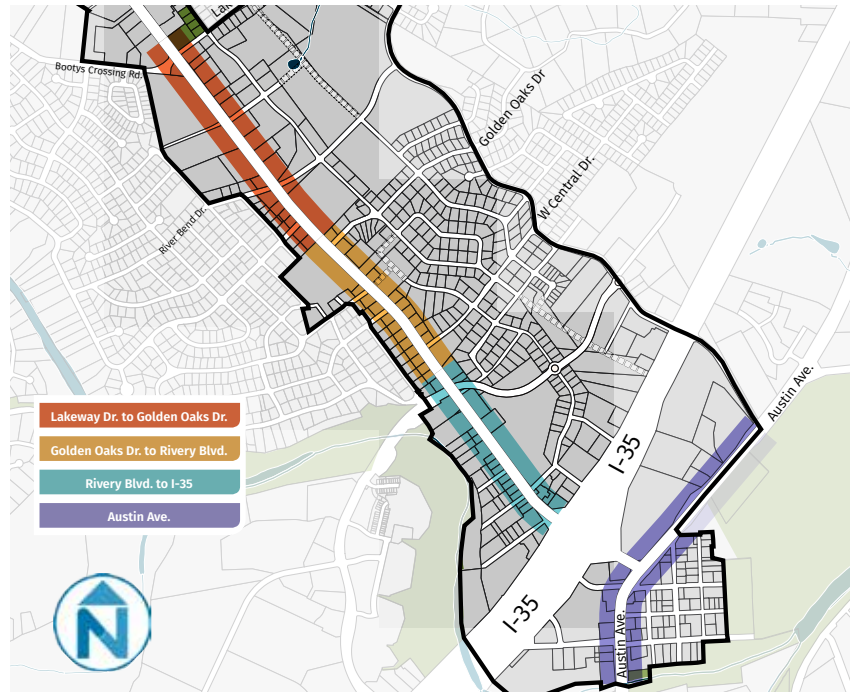 Lak
Bootys Crossing Rd.
Golden Oaks Dr
W Central Dr.
River Bend Dr.
Austin Ave.
I-35
Lakeway Dr. to Golden Oaks Dr.
Golden Oaks Dr. to Rivery Blvd.
Rivery Blvd. to I-35
Austin Ave.
I-35
Austin Ave.
N